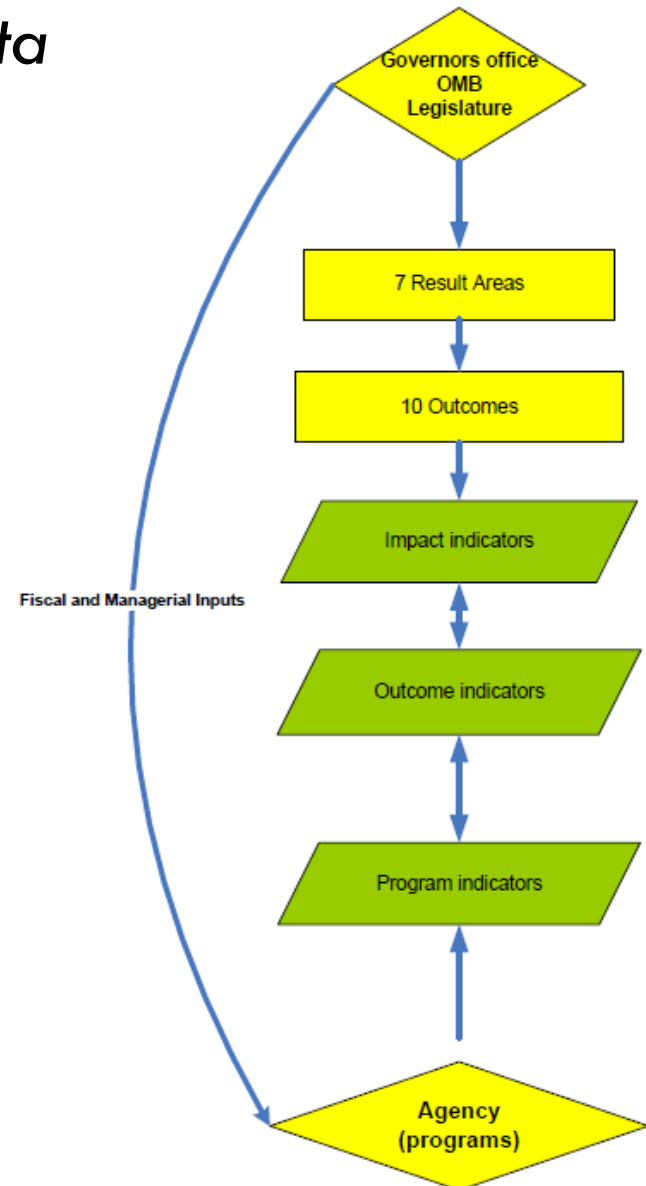 ta
Governors office
OMB
Legislature
7 Result Areas
10 Outcomes
Impact indicators
Fiscal and Managerial Inputs
Outcome indicators
Program indicators
Agency
(programs)